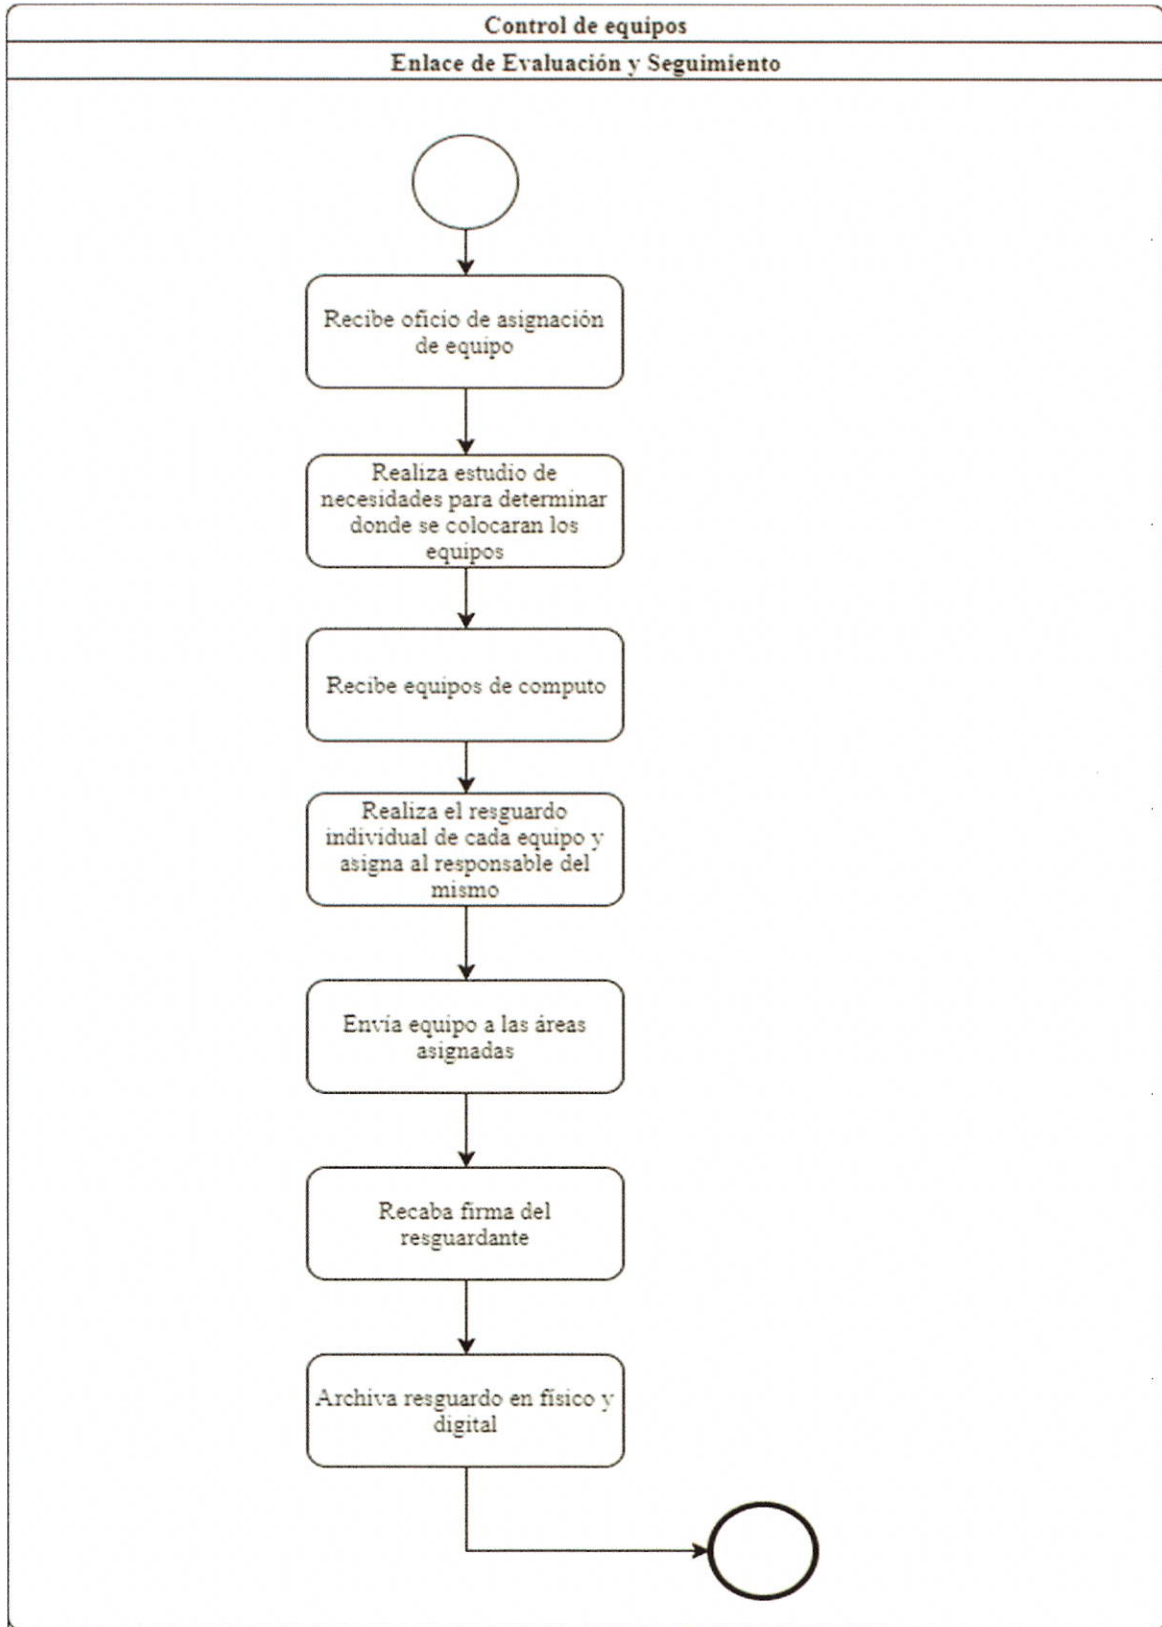 Control de equipos
Enlace de Evaluación y Seguimiento
Recibe oficio de asignación
de equipo
Realiza estudio de
necesidades para determinar
donde se colocaran los
equipos
Recibe equipos de computo
Realiza el resguardo
individual de cada equipo y
asigna al responsable del
mismo
Envía equipo a las áreas
asignadas
Recaba firma del
resguardante
Archiva resguardo en físico y
digital